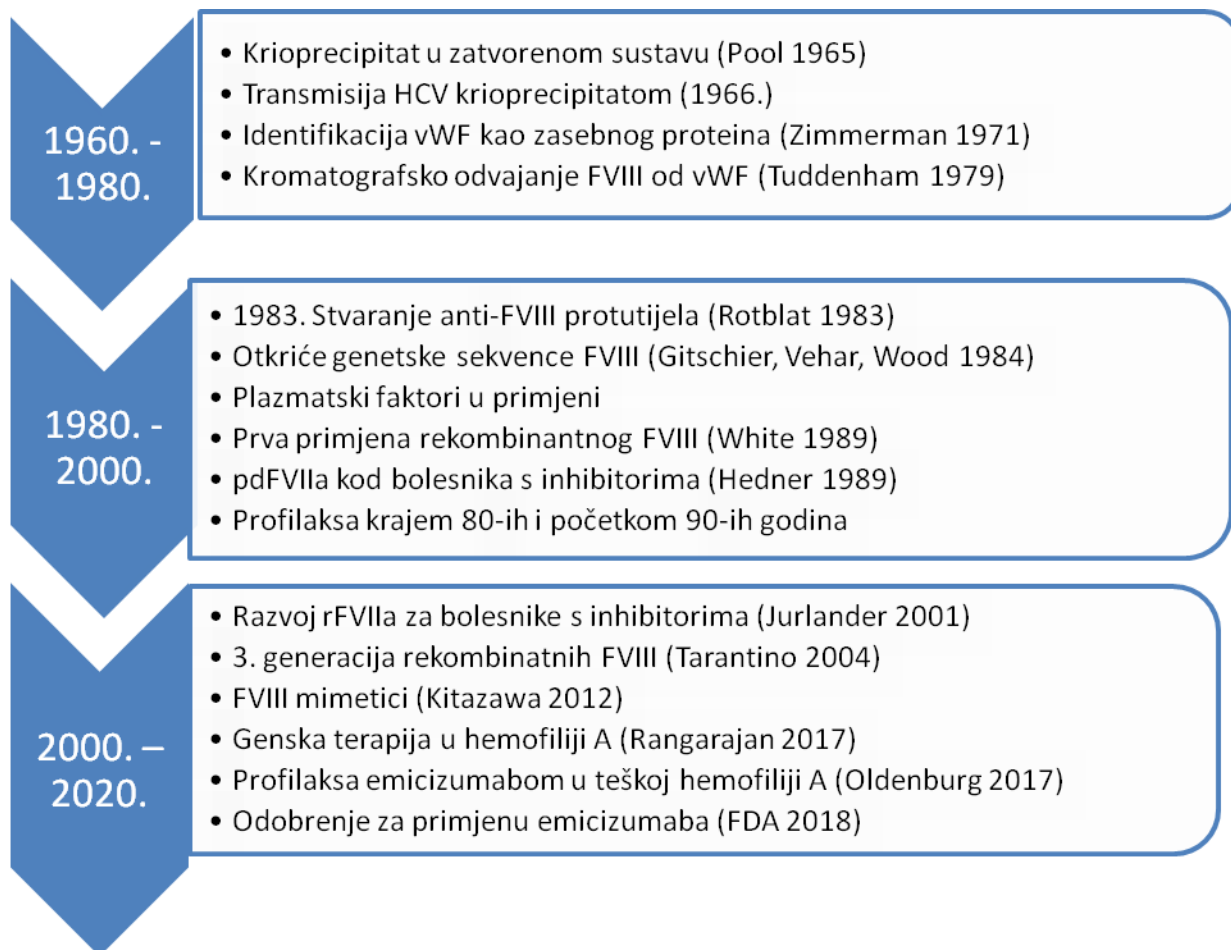 1960. -
1980.
• Krioprecipitat u zatvorenom sustavu (Pool 1965)
• Transmisija HCV krioprecipitatom (1966.)
• Identifikacija vWF kao zasebnog proteina (Zimmerman 1971)
• Kromatografsko odvajanje FVIII od vWF (Tuddenham 1979)
1980. -
2000.
• 1983. Stvaranje anti-FVIII protutijela (Rotblat 1983)
• Otkriće genetske sekvence FVIII (Gitschier, Vehar, Wood 1984)
• Plazmatski faktori u primjeni
• Prva primjena rekombinantnog FVIII (White 1989)
• pdFVIIa kod bolesnika s inhibitorima (Hedner 1989)
• Profilaksa krajem 80-ih i početkom 90-ih godina
2000. –
2020.
• Razvoj rFVIIa za bolesnike s inhibitorima (Jurlander 2001)
• 3. generacija rekombinatnih FVIII (Tarantino 2004)
• FVIII mimetici (Kitazawa 2012)
• Genska terapija u hemofiliji A (Rangarajan 2017)
• Profilaksa emicizumabom u teškoj hemofiliji A (Oldenburg 2017)
• Odobrenje za primjenu emicizumaba (FDA 2018)